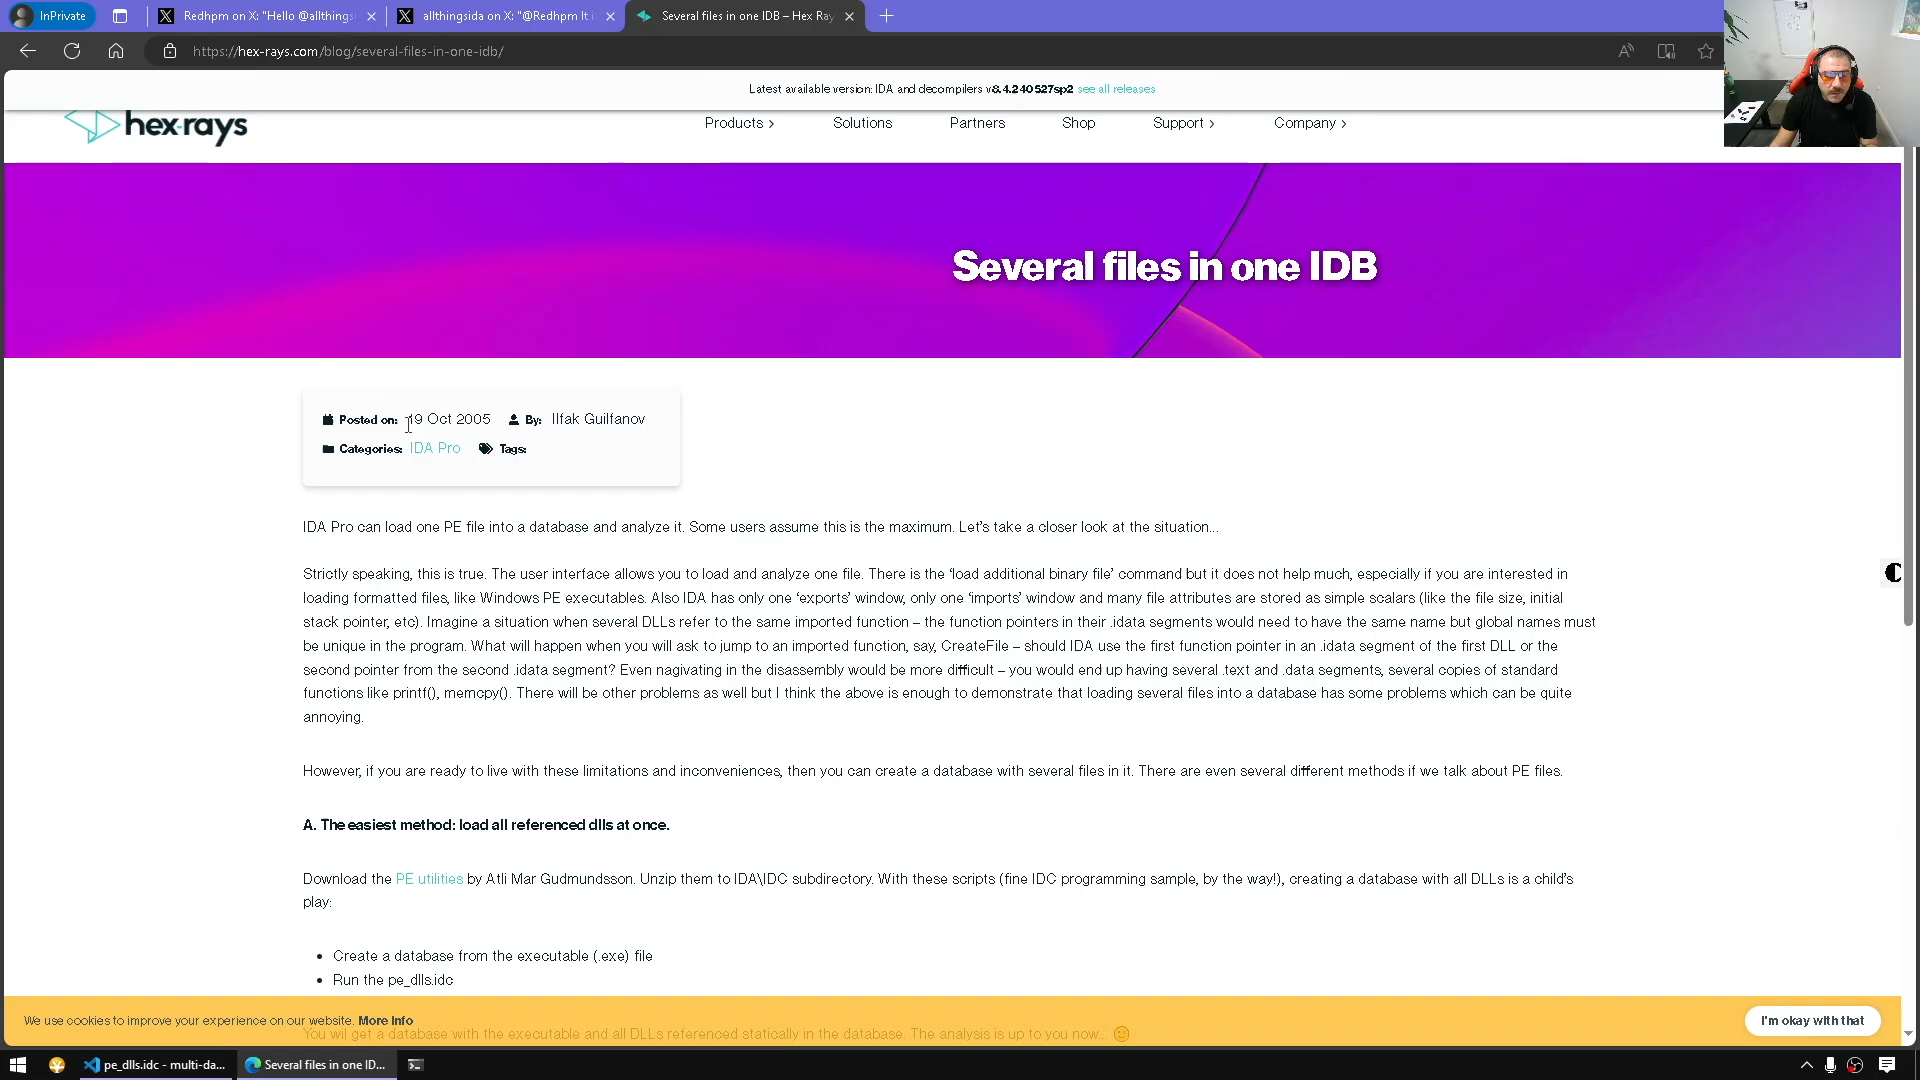 InPrivate
Redhpm on X: "Hello @allthings
allthingsida on X: "@Redhpm It i
Several files in one IDB – Hex Ray
https://hex-rays.com/blog/several-files-in-one-idb/
Latest available version: IDA and decompilers v8.4.240527sp2 see all releases
hex-rays
Products
Solutions
Partners
Shop
Support
Company
Several files in one IDB
Posted on: 19 Oct 2005 By: Ilfak Guilfanov
Categories: IDA Pro Tags:
IDA Pro can load one PE file into a database and analyze it. Some users assume this is the maximum. Let's take a closer look at the situation...
Strictly speaking, this is true. The user interface allows you to load and analyze one file. There is the 'load additional binary file' command but it does not help much, especially if you are interested in
loading formatted files, like Windows PE executables. Also IDA has only one 'exports' window, only one 'imports' window and many file attributes are stored as simple scalars (like the file size, initial
stack pointer, etc). Imagine a situation when several DLLs refer to the same imported function – the function pointers in their .idata segments would need to have the same name but global names must
be unique in the program. What will happen when you will ask to jump to an imported function, say, CreateFile – should IDA use the first function pointer in an .idata segment of the first DLL or the
second pointer from the second .idata segment? Even nagivating in the disassembly would be more difficult – you would end up having several .text and .data segments, several copies of standard
functions like printf(), memcpy(). There will be other problems as well but I think the above is enough to demonstrate that loading several files into a database has some problems which can be quite
annoying.
However, if you are ready to live with these limitations and inconveniences, then you can create a database with several files in it. There are even several different methods if we talk about PE files.
A. The easiest method: load all referenced dlls at once.
Download the PE utilities by Atli Mar Gudmundsson. Unzip them to IDA\IDC subdirectory. With these scripts (fine IDC programming sample, by the way!), creating a database with all DLLs is a child's
play:
• Create a database from the executable (.exe) file
• Run the pe_dlls.idc
We use cookies to improve your experience on our website. More Info
I'm okay with that
You will get a database with the executable and all DLLs referenced statically in the database. The analysis is up to you now... 🙂
pe_dlls.idc - multi-da...
Several files in one ID...